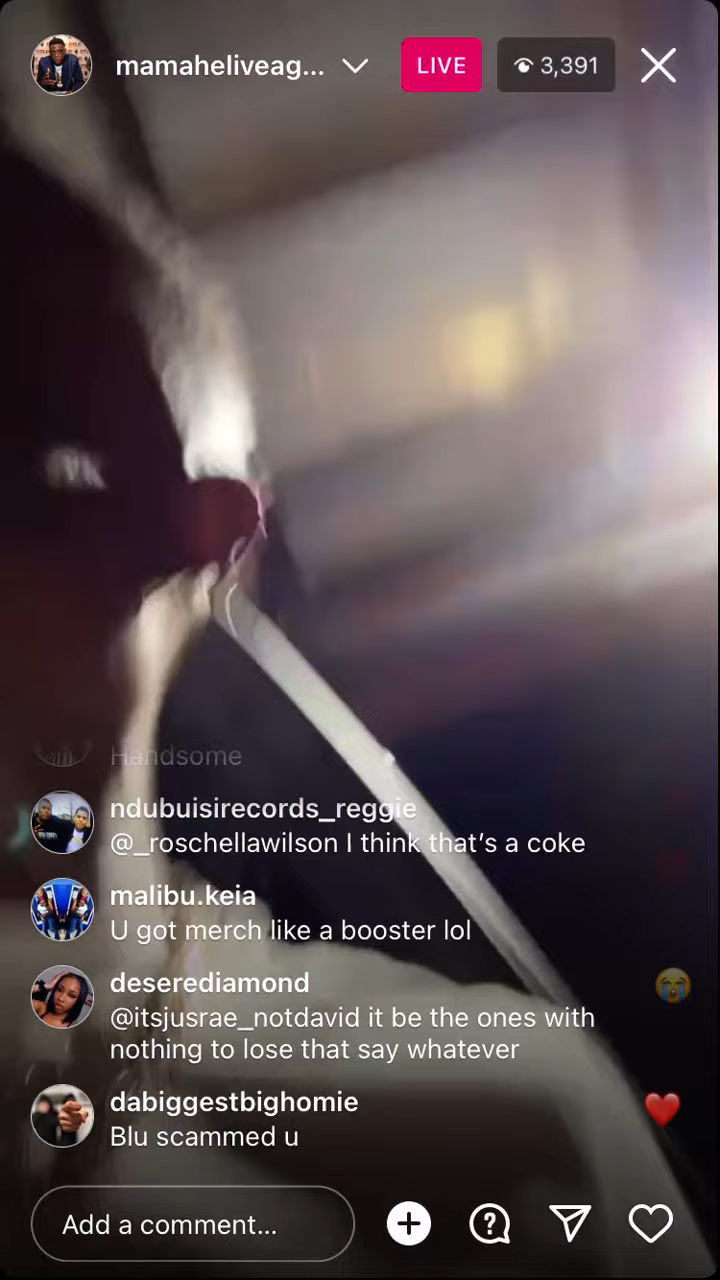 mamaheliveag...
LIVE
3,391
Handsome
ndubuisirecords_reggie
@_roschellawilson I think that's a coke
malibu.keia
U got merch like a booster lol
deserediamond
@itsjusrae_notdavid it be the ones with
nothing to lose that say whatever
dabiggestbighomie
Blu scammed u
Add a comment...